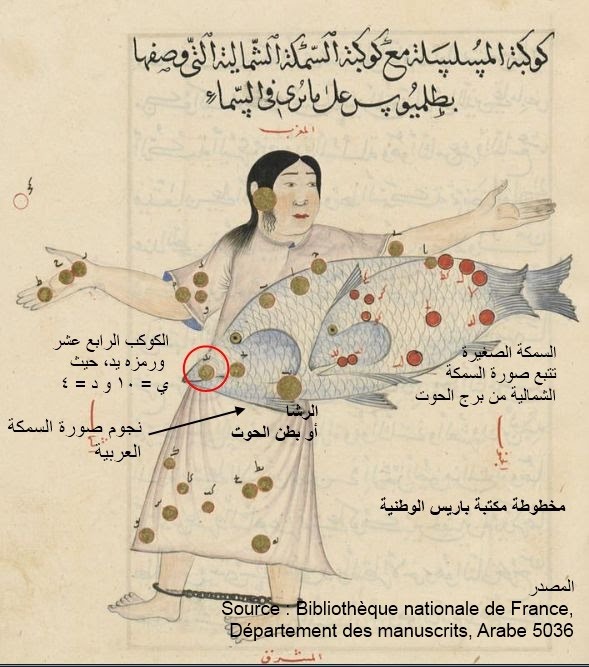 كوكبة المسلسلة مع كوكبة السمكة الشمالية التي وصفها
بطلميوس على ما يرى في السماء
المغرب
الكوكب الرابع عشر
ورمزه يد، حيث
ي = ١٠ و د = ٤
السمكة الصغيرة
تتبع صورة السمكة
الشمالية من برج الحوت
نجوم صورة السمكة
العربية
الرشا
أو بطن الحوت
مخطوطة مكتبة باريس الوطنية
المصدر
Source : Bibliothèque nationale de France,
Département des manuscrits, Arabe 5036
المشرق